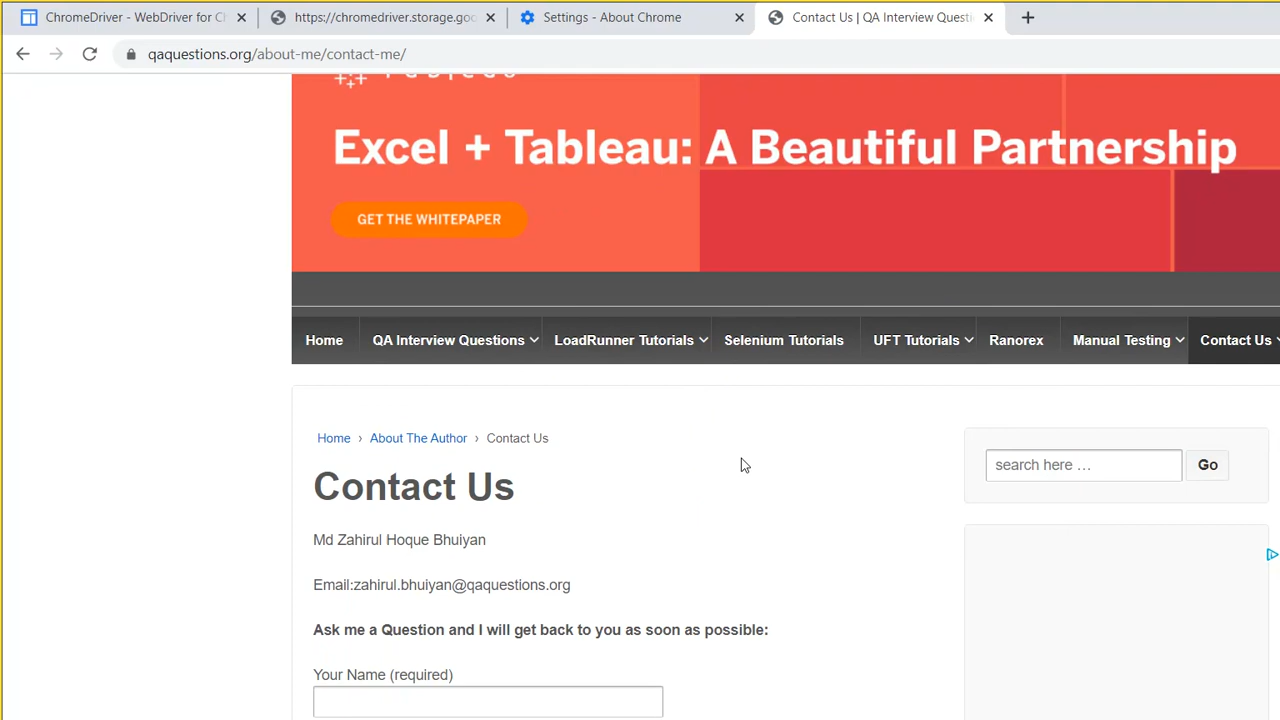 ChromeDriver - WebDriver for Ch
https://chromedriver.storage.goo
Settings - About Chrome
Contact Us | QA Interview Questi
qaquestions.org/about-me/contact-me/
Excel + Tableau: A Beautiful Partnership
GET THE WHITEPAPER
Home
QA Interview Questions
LoadRunner Tutorials
Selenium Tutorials
UFT Tutorials
Ranorex
Manual Testing
Contact Us
Home › About The Author › Contact Us
search here …
Go
Contact Us
Md Zahirul Hoque Bhuiyan
Email:zahirul.bhuiyan@qaquestions.org
Ask me a Question and I will get back to you as soon as possible:
Your Name (required)